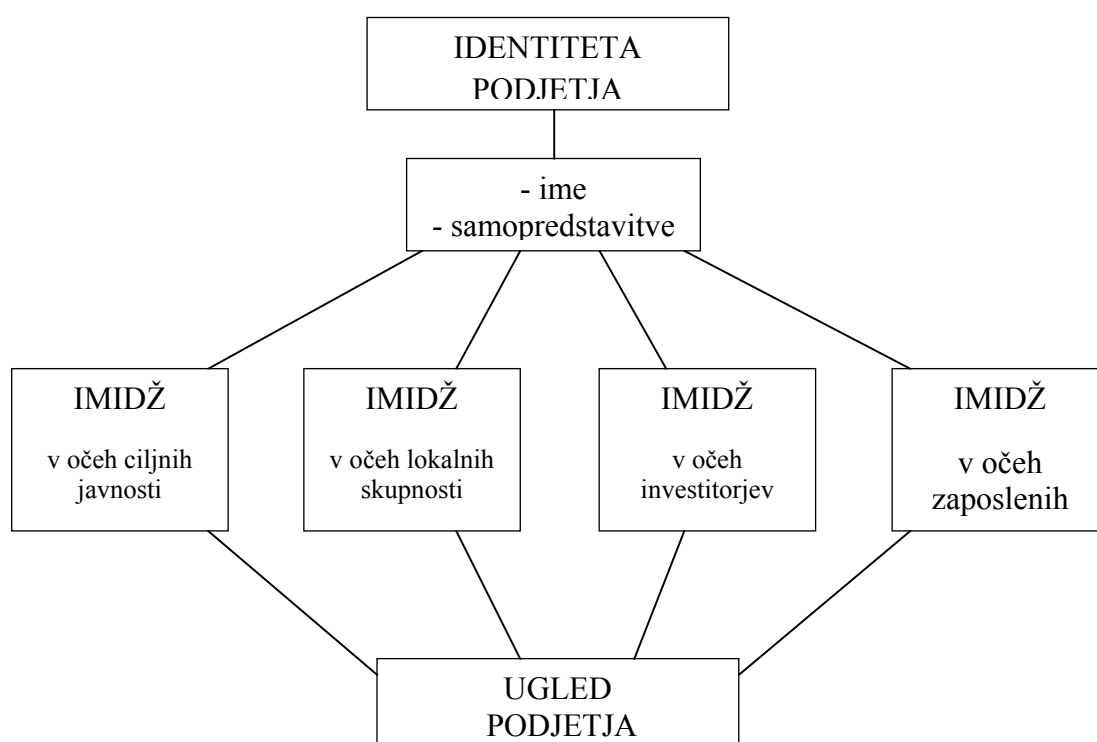 IDENTITETA
PODJETJA
- ime
- samopredstavitve
IMIDŽ
v očeh ciljnih
javnosti
IMIDŽ
v očeh lokalnih
skupnosti
IMIDŽ
v očeh
investitorjev
IMIDŽ
v očeh
zaposlenih
UGLED
PODJETJA